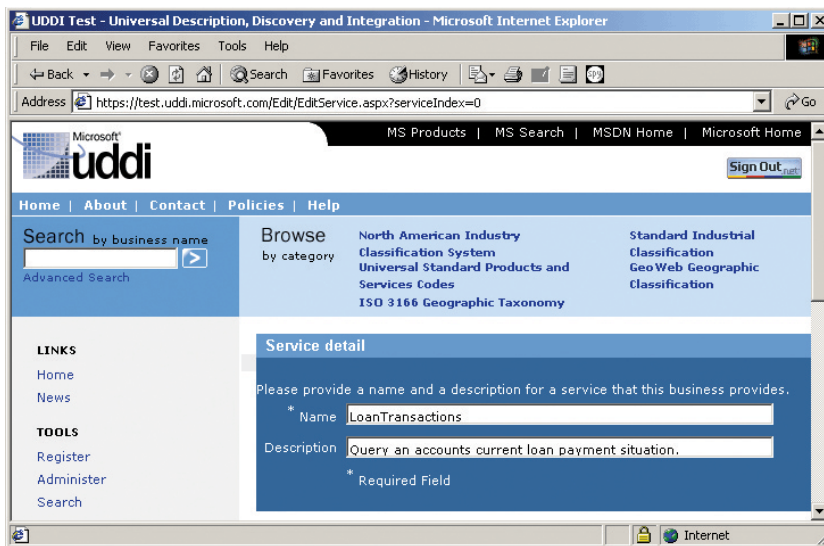 UDDI Test - Universal Description, Discovery and Integration - Microsoft Internet Explorer
File Edit View Favorites Tools Help
Back Search Favorites History
Address https://test.uddi.microsoft.com/Edit/EditService.aspx?serviceIndex=0 Go
MS Products | MS Search | MSDN Home | Microsoft Home
Microsoft
uddi
Sign Out .net
Home | About | Contact | Policies | Help
Search by business name
Advanced Search
Browse
by category
North American Industry
Classification System
Universal Standard Products and
Services Codes
ISO 3166 Geographic Taxonomy
Standard Industrial
Classification
GeoWeb Geographic
Classification
LINKS
Home
News
TOOLS
Register
Administer
Search
Service detail
Please provide a name and a description for a service that this business provides.
* Name LoanTransactions
Description Query an accounts current loan payment situation.
* Required Field
Internet